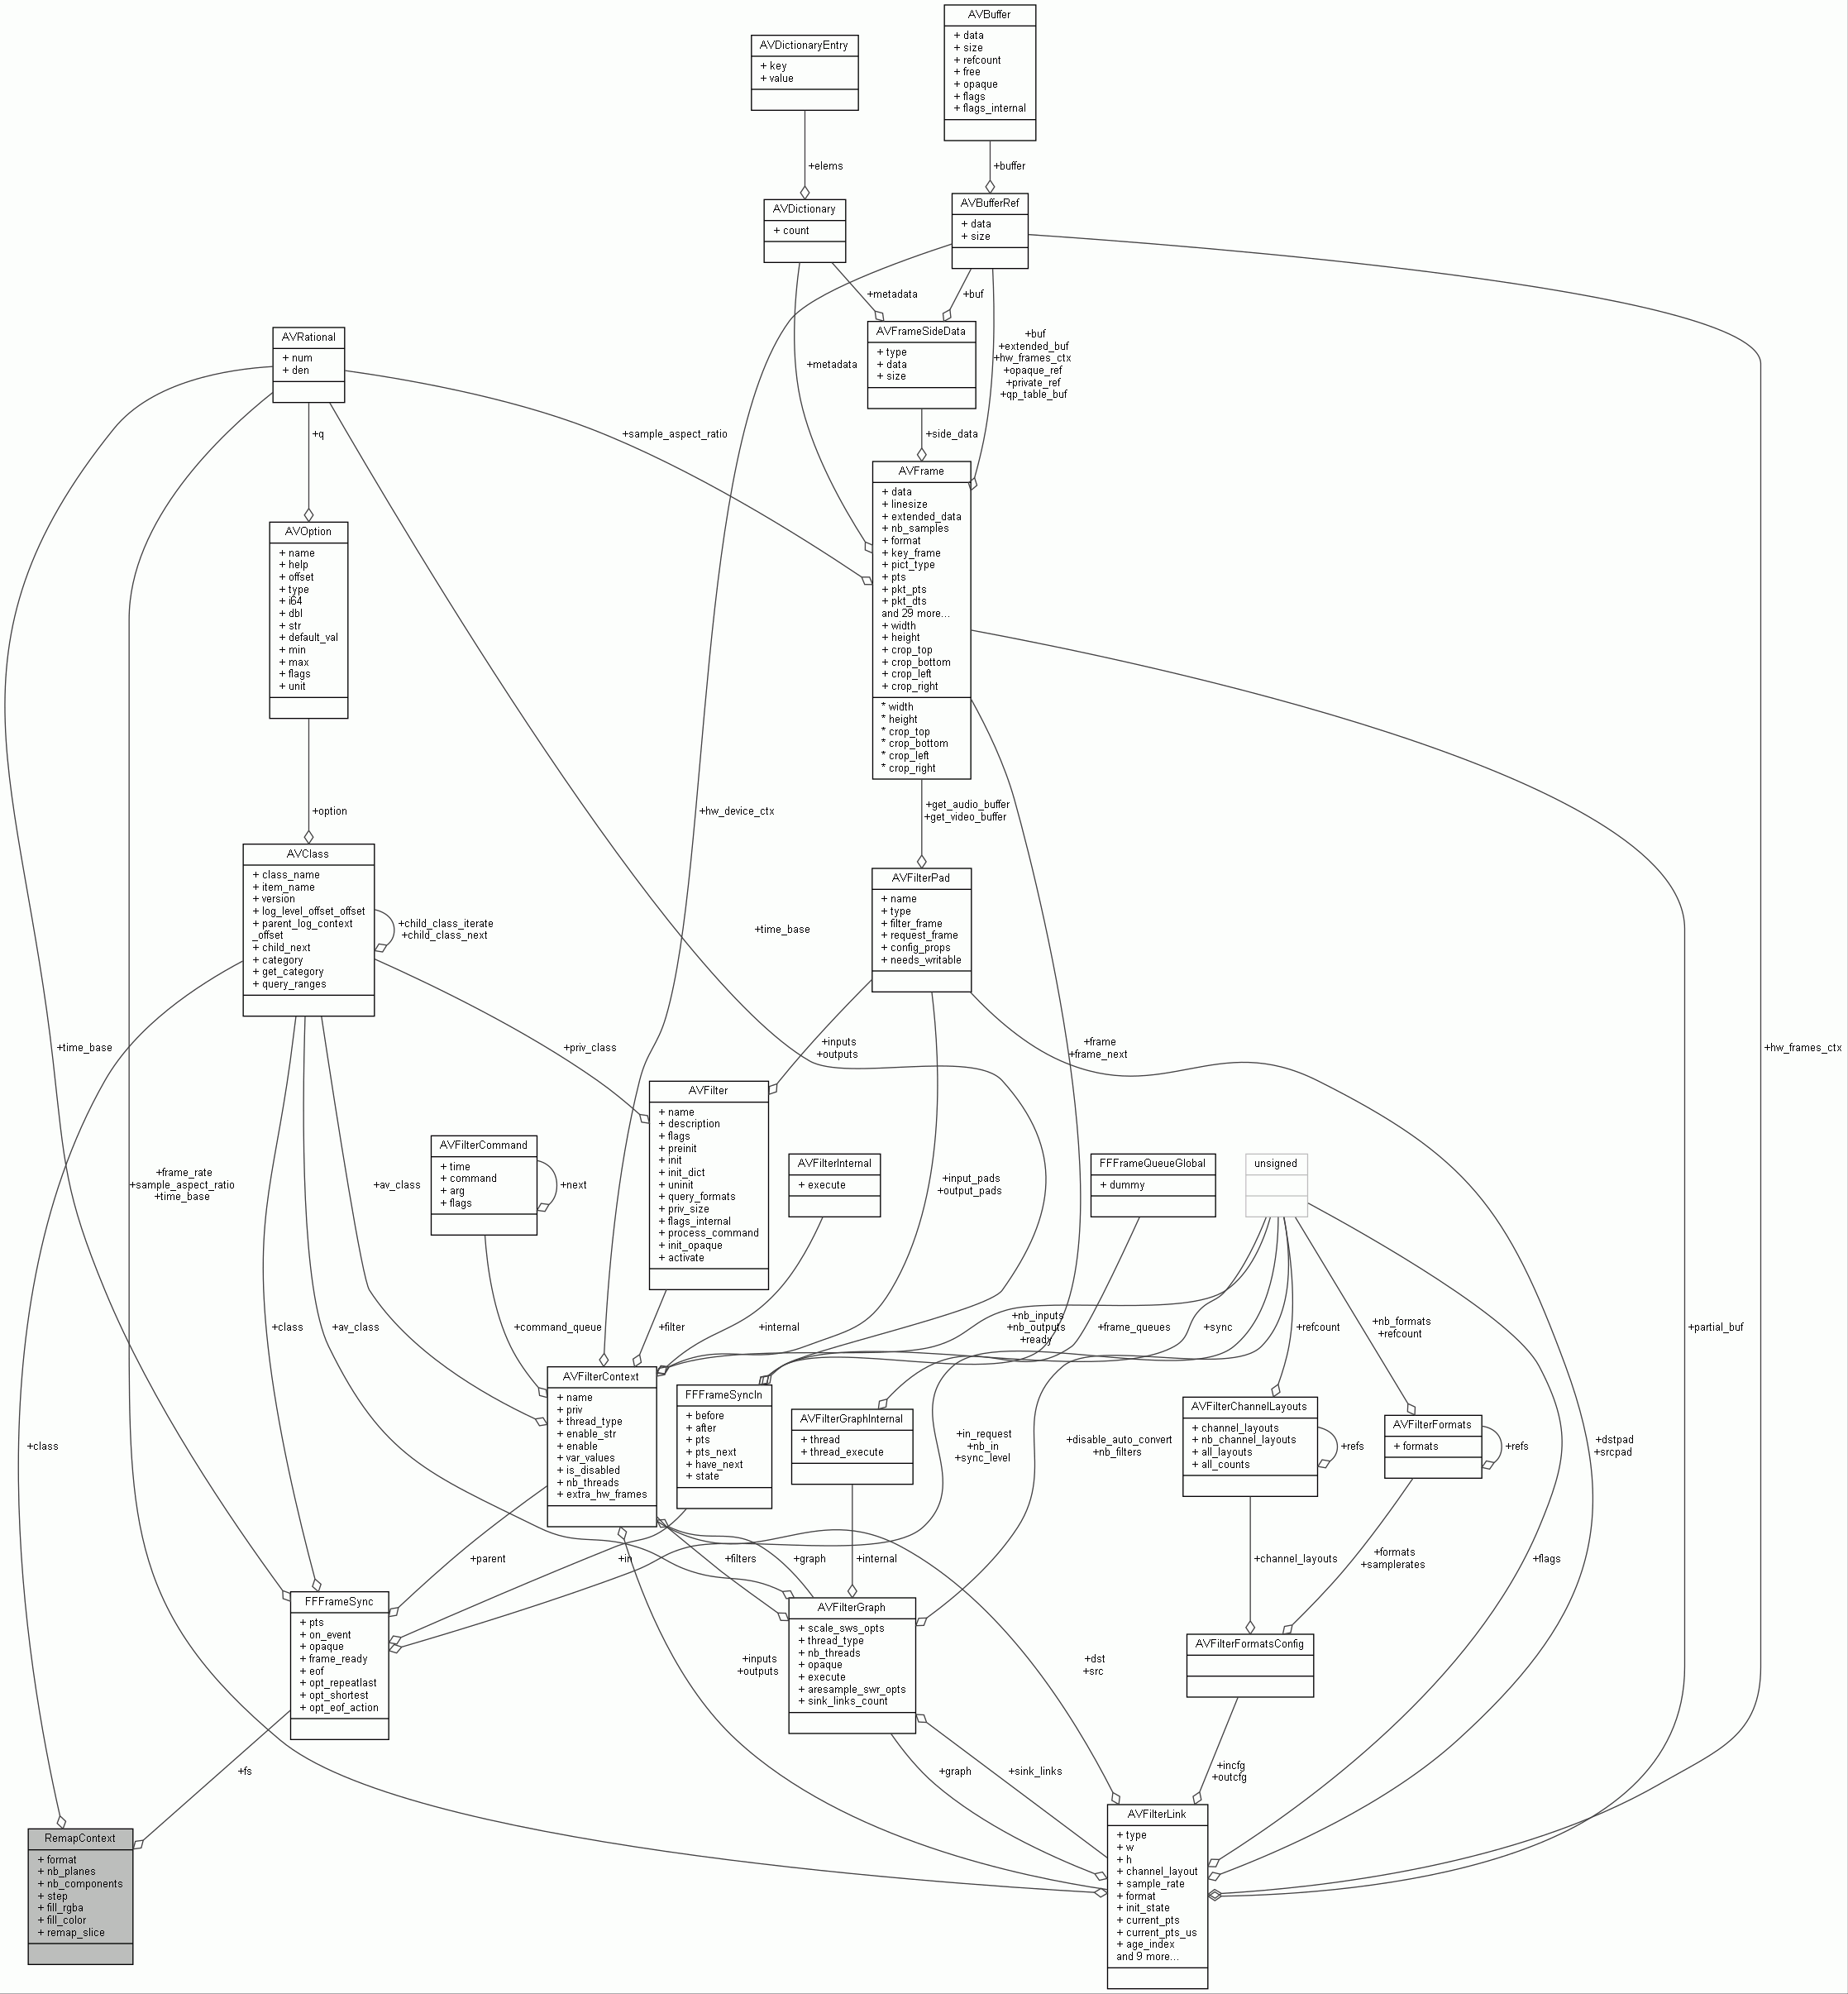 AVBuffer
+ data
+ size
+ refcount
+ free
+ opaque
+ flags
+ flags_internal
AVDictionaryEntry
+ key
+ value
+elems
+buffer
AVDictionary
+ count
AVBufferRef
+ data
+ size
+metadata
+buf
AVFrameSideData
+ type
+ data
+ size
+buf
+extended_buf
+hw_frames_ctx
+opaque_ref
+private_ref
+qp_table_buf
+metadata
AVRational
+ num
+ den
+q
+sample_aspect_ratio
+side_data
AVFrame
+ data
+ linesize
+ extended_data
+ nb_samples
+ format
+ key_frame
+ pict_type
+ pts
+ pkt_pts
+ pkt_dts
and 29 more...
+ width
+ height
+ crop_top
+ crop_bottom
+ crop_left
+ crop_right
* width
* height
* crop_top
* crop_bottom
* crop_left
* crop_right
AVOption
+ name
+ help
+ offset
+ type
+ i64
+ dbl
+ str
+ default_val
+ min
+ max
+ flags
+ unit
+option
+hw_device_ctx
+get_audio_buffer
+get_video_buffer
AVClass
+ class_name
+ item_name
+ version
+ log_level_offset_offset
+ parent_log_context
_offset
+ child_next
+ category
+ get_category
+ query_ranges
+child_class_iterate
+child_class_next
+time_base
AVFilterPad
+ name
+ type
+ filter_frame
+ request_frame
+ config_props
+ needs_writable
+time_base
+priv_class
+inputs
+outputs
+frame
+frame_next
+hw_frames_ctx
AVFilter
+ name
+ description
+ flags
+ preinit
+ init
+ init_dict
+ uninit
+ query_formats
+ priv_size
+ flags_internal
+ process_command
+ init_opaque
+ activate
AVFilterCommand
+ time
+ command
+ arg
+ flags
+next
AVFilterInternal
+ execute
FFFrameQueueGlobal
+ dummy
unsigned
+frame_rate
+sample_aspect_ratio
+time_base
+av_class
+input_pads
+output_pads
+class
+av_class
+command_queue
+filter
+internal
+nb_inputs
+nb_outputs
+ready
+frame_queues
+sync
+refcount
+nb_formats
+refcount
+partial_buf
AVFilterContext
+ name
+ priv
+ thread_type
+ enable_str
+ enable
+ var_values
+ is_disabled
+ nb_threads
+ extra_hw_frames
FFFrameSyncIn
+ before
+ after
+ pts
+ pts_next
+ have_next
+ state
AVFilterGraphInternal
+ thread
+ thread_execute
AVFilterChannelLayouts
+ channel_layouts
+ nb_channel_layouts
+ all_layouts
+ all_counts
+refs
AVFilterFormats
+ formats
+refs
+class
+in_request
+nb_in
+sync_level
+disable_auto_convert
+nb_filters
+dstpad
+srcpad
+parent
+in
+filters
+graph
+internal
+channel_layouts
+formats
+samplerates
+flags
FFFrameSync
+ pts
+ on_event
+ opaque
+ frame_ready
+ eof
+ opt_repeatlast
+ opt_shortest
+ opt_eof_action
AVFilterGraph
+ scale_sws_opts
+ thread_type
+ nb_threads
+ opaque
+ execute
+ aresample_swr_opts
+ sink_links_count
AVFilterFormatsConfig
+inputs
+outputs
+dst
+src
+fs
+graph
+sink_links
+incfg
+outcfg
RemapContext
+ format
+ nb_planes
+ nb_components
+ step
+ fill_rgba
+ fill_color
+ remap_slice
AVFilterLink
+ type
+ w
+ h
+ channel_layout
+ sample_rate
+ format
+ init_state
+ current_pts
+ current_pts_us
+ age_index
and 9 more...